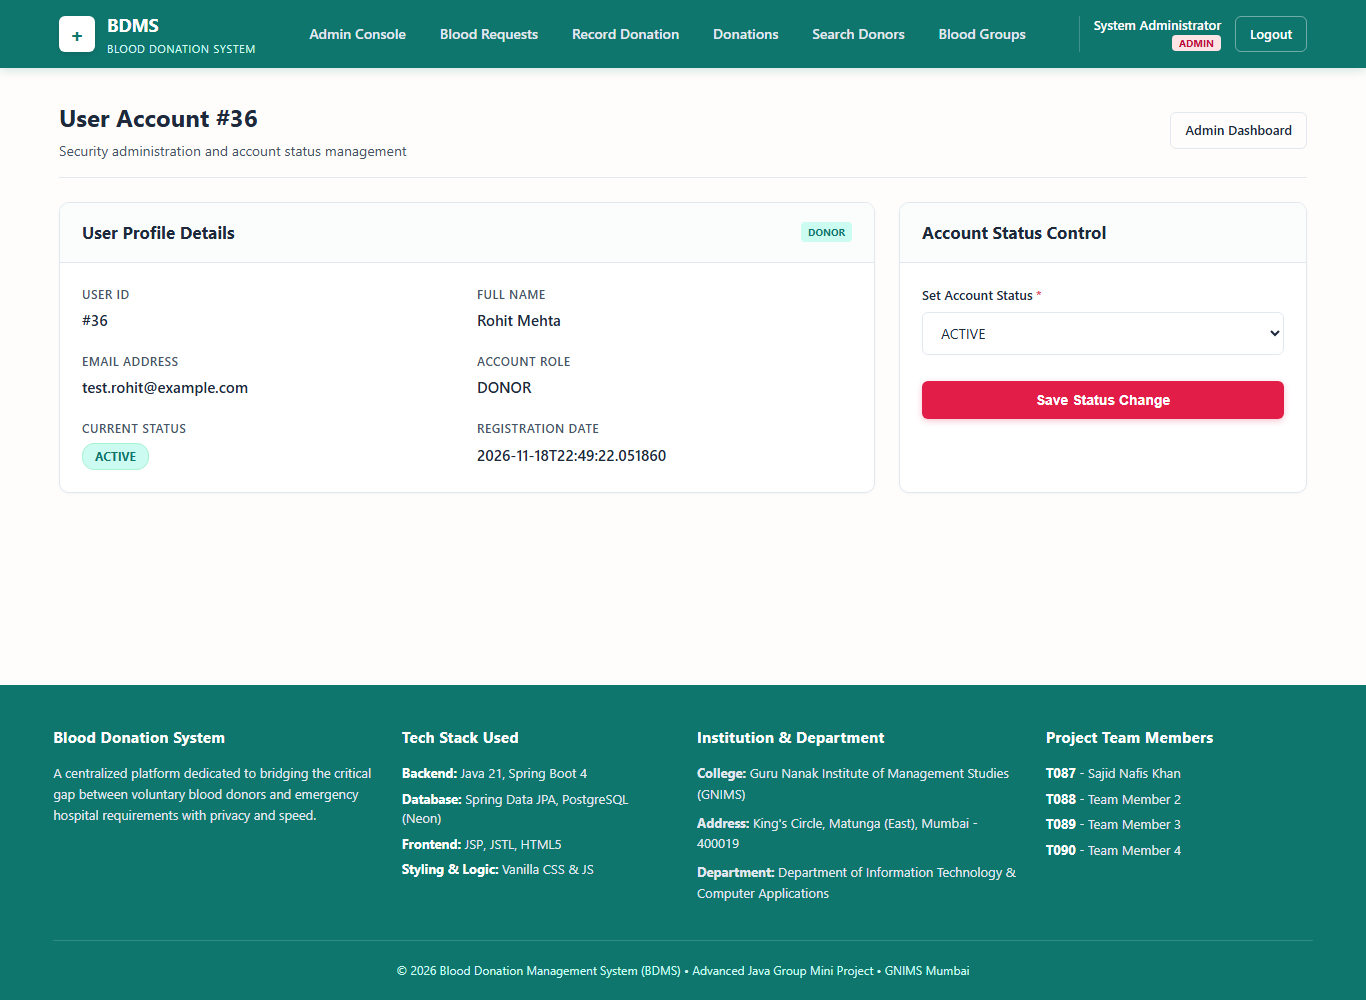 +
BDMS
BLOOD DONATION SYSTEM
Admin Console
Blood Requests
Record Donation
Donations
Search Donors
Blood Groups
System Administrator
ADMIN
Logout
User Account #36
Security administration and account status management
Admin Dashboard
User Profile Details
DONOR
USER ID
#36
FULL NAME
Rohit Mehta
EMAIL ADDRESS
test.rohit@example.com
ACCOUNT ROLE
DONOR
CURRENT STATUS
ACTIVE
REGISTRATION DATE
2026-11-18T22:49:22.051860
Account Status Control
Set Account Status *
ACTIVE
Save Status Change
Blood Donation System
A centralized platform dedicated to bridging the critical
gap between voluntary blood donors and emergency
hospital requirements with privacy and speed.
Tech Stack Used
Backend: Java 21, Spring Boot 4
Database: Spring Data JPA, PostgreSQL
(Neon)
Frontend: JSP, JSTL, HTML5
Styling & Logic: Vanilla CSS & JS
Institution & Department
College: Guru Nanak Institute of Management Studies
(GNIMS)
Address: King's Circle, Matunga (East), Mumbai -
400019
Department: Department of Information Technology &
Computer Applications
Project Team Members
T087 - Sajid Nafis Khan
T088 - Team Member 2
T089 - Team Member 3
T090 - Team Member 4
© 2026 Blood Donation Management System (BDMS) • Advanced Java Group Mini Project • GNIMS Mumbai